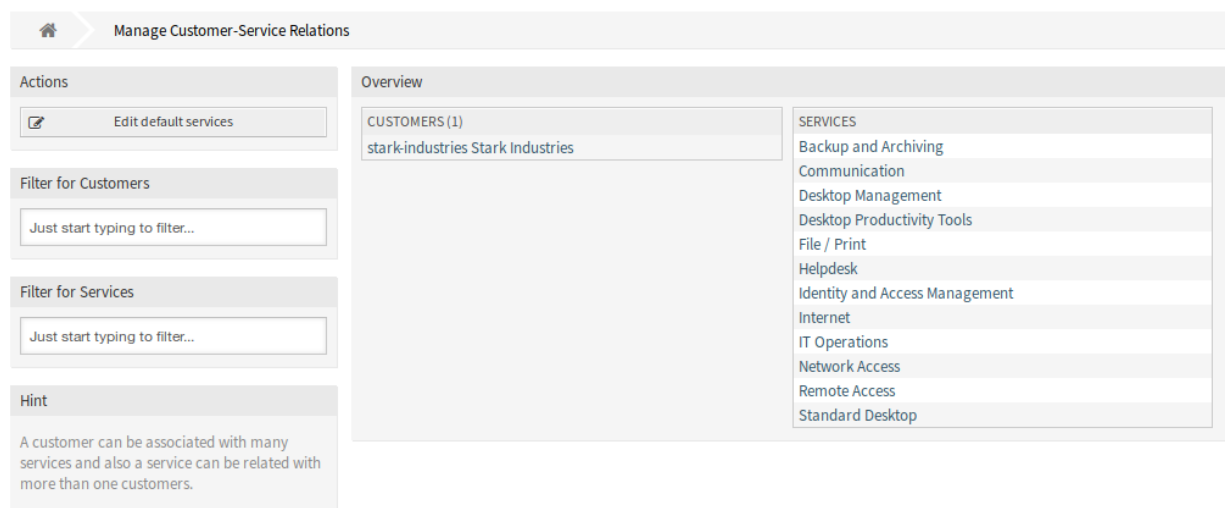 Manage Customer-Service Relations
Actions
Edit default services
Filter for Customers
Just start typing to filter...
Filter for Services
Just start typing to filter...
Hint
A customer can be associated with many
services and also a service can be related with
more than one customers.
Overview
CUSTOMERS (1)
stark-industries Stark Industries
SERVICES
Backup and Archiving
Communication
Desktop Management
Desktop Productivity Tools
File / Print
Helpdesk
Identity and Access Management
Internet
IT Operations
Network Access
Remote Access
Standard Desktop